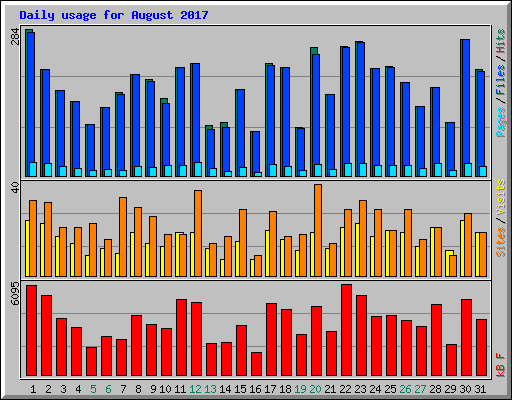 Daily usage for August 2017
284
Pages / Files / Hits
40
Sites / Visits
6095
kB F
1 2 3 4 5 6 7 8 9 10 11 12 13 14 15 16 17 18 19 20 21 22 23 24 25 26 27 28 29 30 31